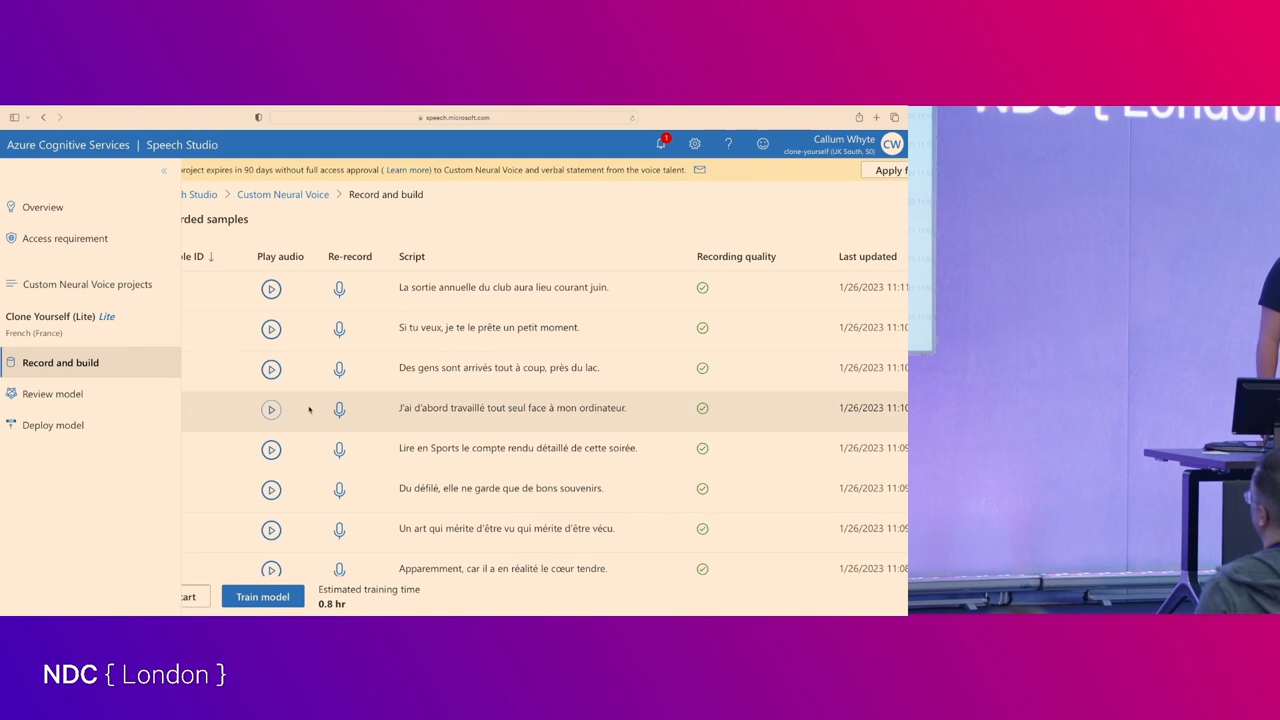 speech.microsoft.com
Azure Cognitive Services | Speech Studio
1
Callum Whyte
clone-yourself (UK South, S0)
CW
project expires in 90 days without full access approval ( Learn more) to Custom Neural Voice and verbal statement from the voice talent.
Apply f
Overview
Access requirement
Custom Neural Voice projects
Clone Yourself (Lite) Lite
French (France)
Record and build
Review model
Deploy model
h Studio > Custom Neural Voice > Record and build
rded samples
le ID ↓ Play audio Re-record Script Recording quality Last updated
La sortie annuelle du club aura lieu courant juin. 1/26/2023 11:11
Si tu veux, je te le prête un petit moment. 1/26/2023 11:10
Des gens sont arrivés tout à coup, près du lac. 1/26/2023 11:10
J'ai d'abord travaillé tout seul face à mon ordinateur. 1/26/2023 11:10
Lire en Sports le compte rendu détaillé de cette soirée. 1/26/2023 11:09
Du défilé, elle ne garde que de bons souvenirs. 1/26/2023 11:09
Un art qui mérite d'être vu qui mérite d'être vécu. 1/26/2023 11:09
Apparemment, car il a en réalité le cœur tendre. 1/26/2023 11:08
tart
Train model
Estimated training time
0.8 hr
NDC { London
NDC { London }